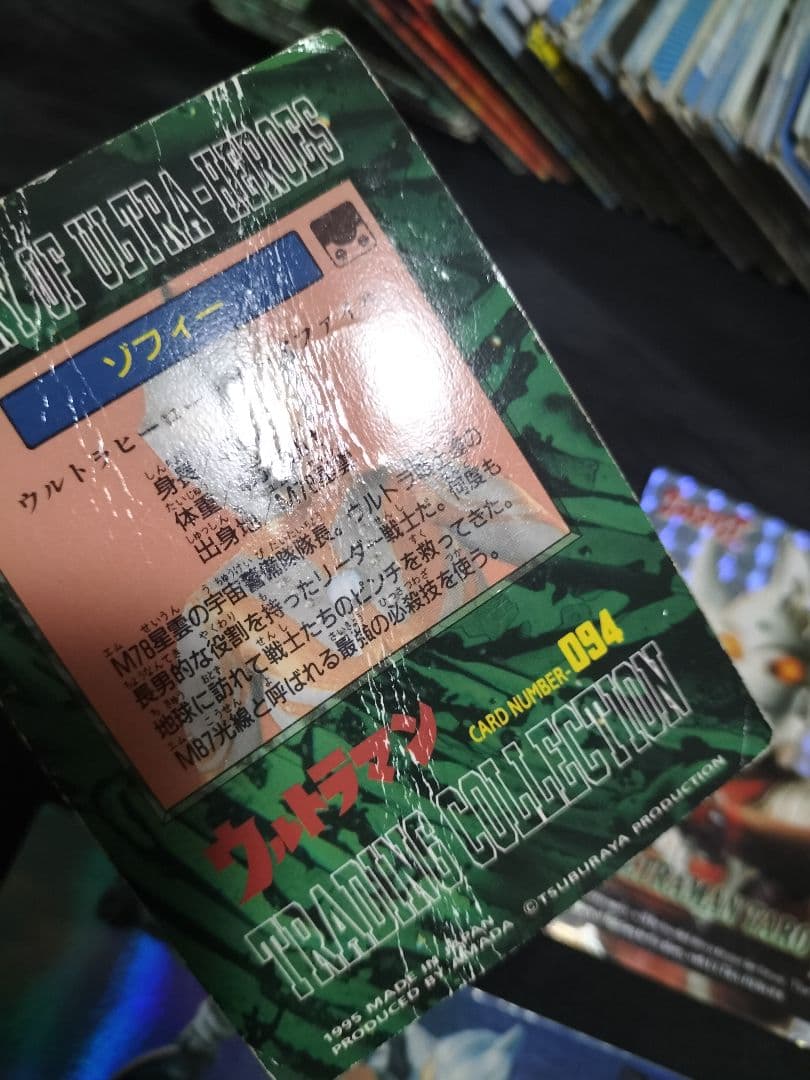 OF ULTRA-HEROES
ゾフィー
ウルトラヒーロー
身長
体重
出身地/M78星雲
M78星雲の宇宙警備隊隊長。ウルトラ
長男的な役割を持ったリーダー戦士だ。何度も
地球に訪れて戦士たちのピンチを救ってきた。
M87光線と呼ばれる最強の必殺技を使う。
CARD NUMBER-094
ウルトラマン
TRADING COLLECTION
1995 MADE IN JAPAN
PRODUCED BY AMADA ©TSUBURAYA PRODUCTION